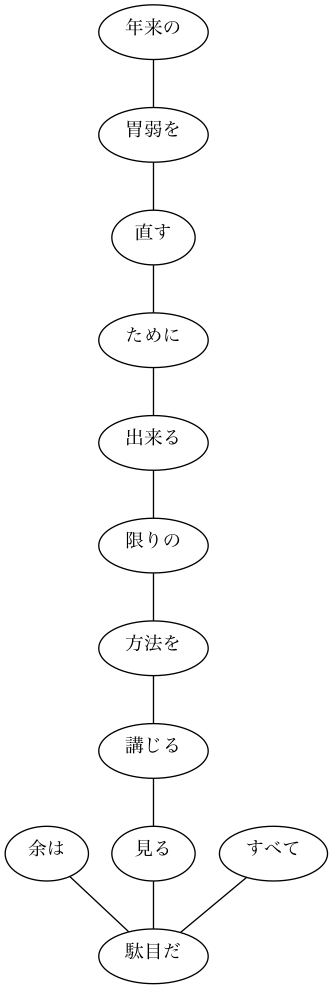 年来の
胃弱を
直す
ために
出来る
限りの
方法を
講じる
余は
見る
すべて
駄目だ